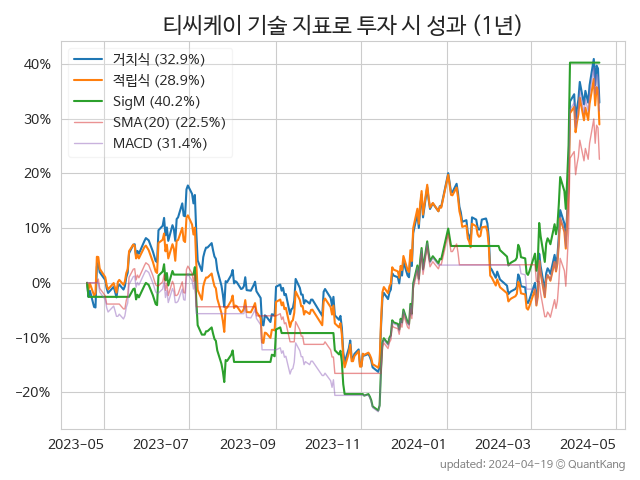 티씨케이 기술 지표로 투자 시 성과 (1년)
거치식 (32.9%)
적립식 (28.9%)
SigM (40.2%)
SMA(20) (22.5%)
MACD (31.4%)
40%
30%
20%
10%
0%
−10%
−20%
2023-05 2023-07 2023-09 2023-11 2024-01 2024-03 2024-05
updated: 2024-04-19 © QuantKang